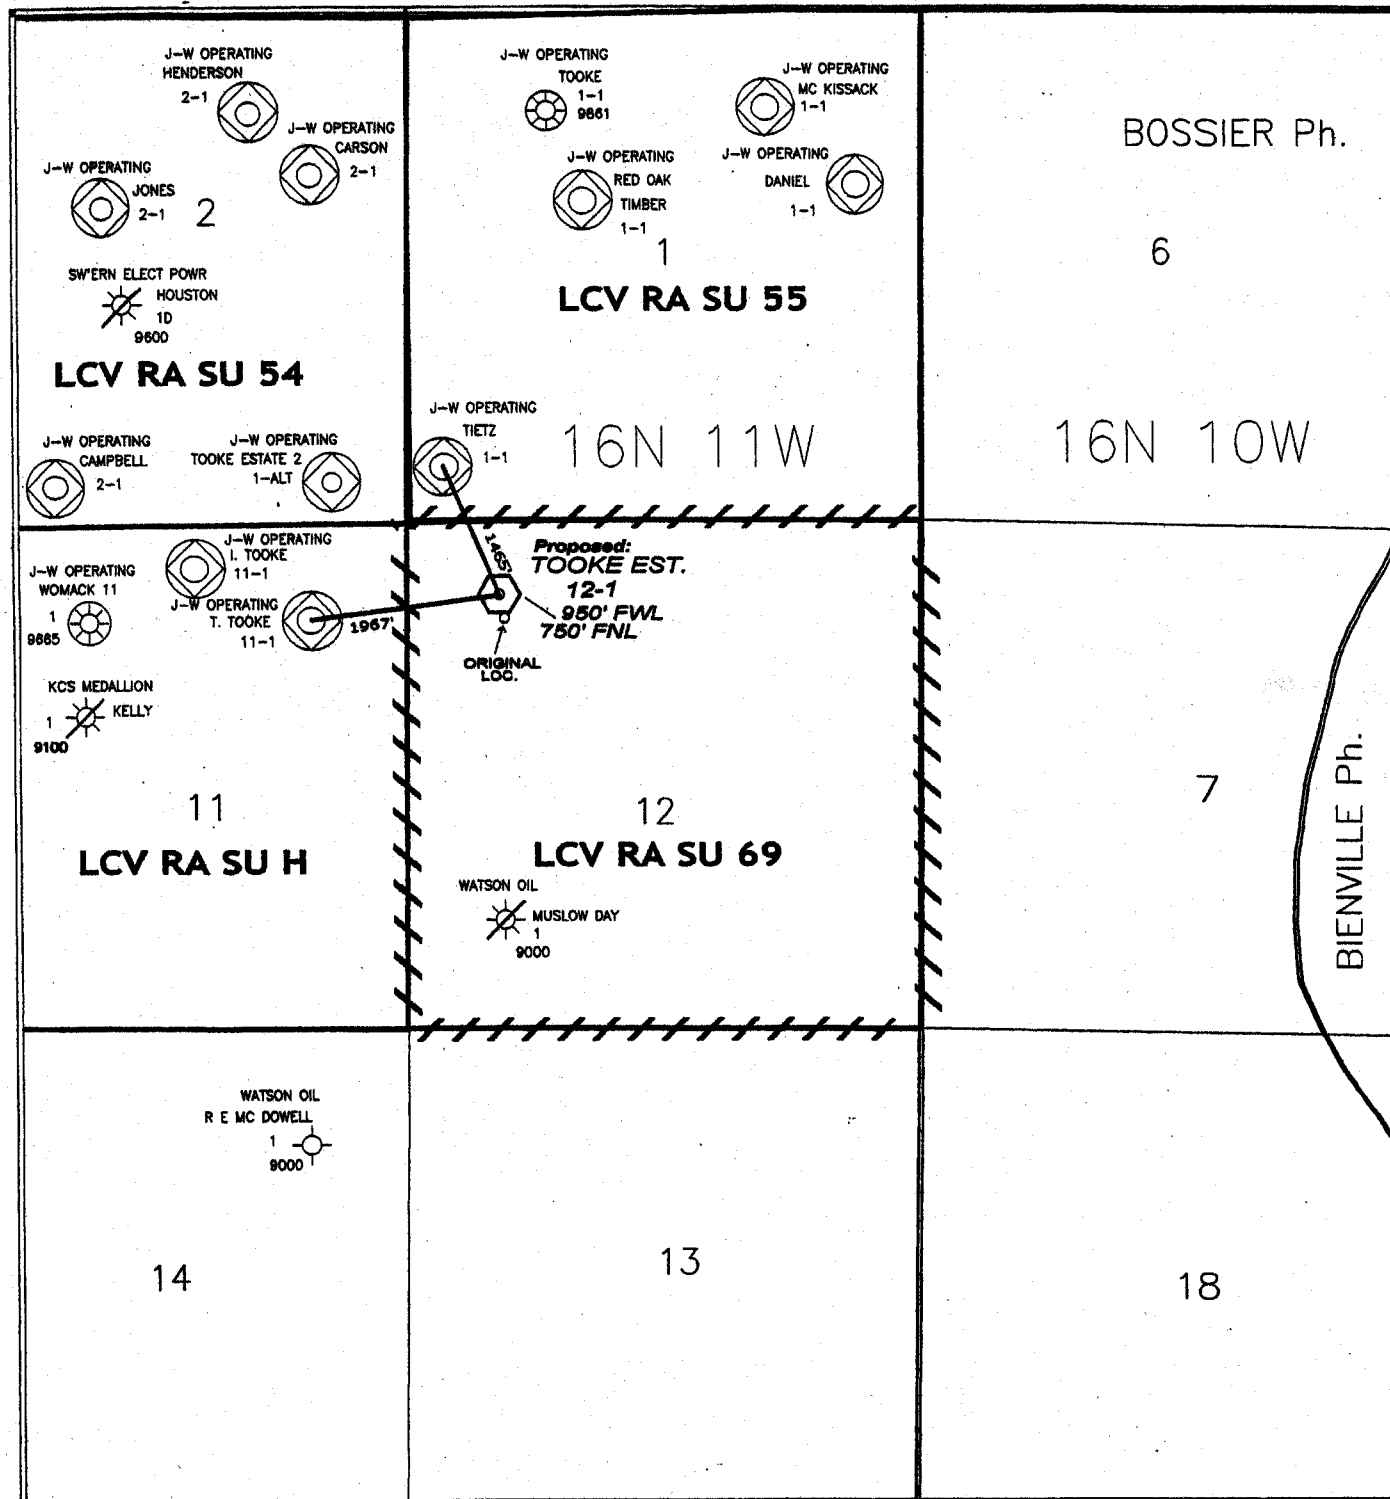 J-W OPERATING
HENDERSON
2-1
J-W OPERATING
CARSON
2-1
J-W OPERATING
JONES
2-1
2
SW'ERN ELECT POWR
HOUSTON
1D
9600
LCV RA SU 54
J-W OPERATING
CAMPBELL
2-1
J-W OPERATING
TOOKE ESTATE 2
1-ALT
J-W OPERATING
TOOKE
1-1
9861
J-W OPERATING
MC KISSACK
1-1
J-W OPERATING
RED OAK
TIMBER
1-1
J-W OPERATING
DANIEL
1-1
1
LCV RA SU 55
J-W OPERATING
TIETZ
1-1
16N 11W
BOSSIER Ph.
6
16N 10W
J-W OPERATING
I. TOOKE
11-1
J-W OPERATING
WOMACK 11
1
9665
J-W OPERATING
T. TOOKE
11-1
1967'
KCS MEDALLION
KELLY
1
9100
11
LCV RA SU H
1465'
Proposed:
TOOKE EST.
12-1
950' FWL
750' FNL
ORIGINAL
LOC.
12
LCV RA SU 69
WATSON OIL
MUSLOW DAY
1
9000
7
BIENVILLE Ph.
WATSON OIL
R E MC DOWELL
1
9000
14
13
18